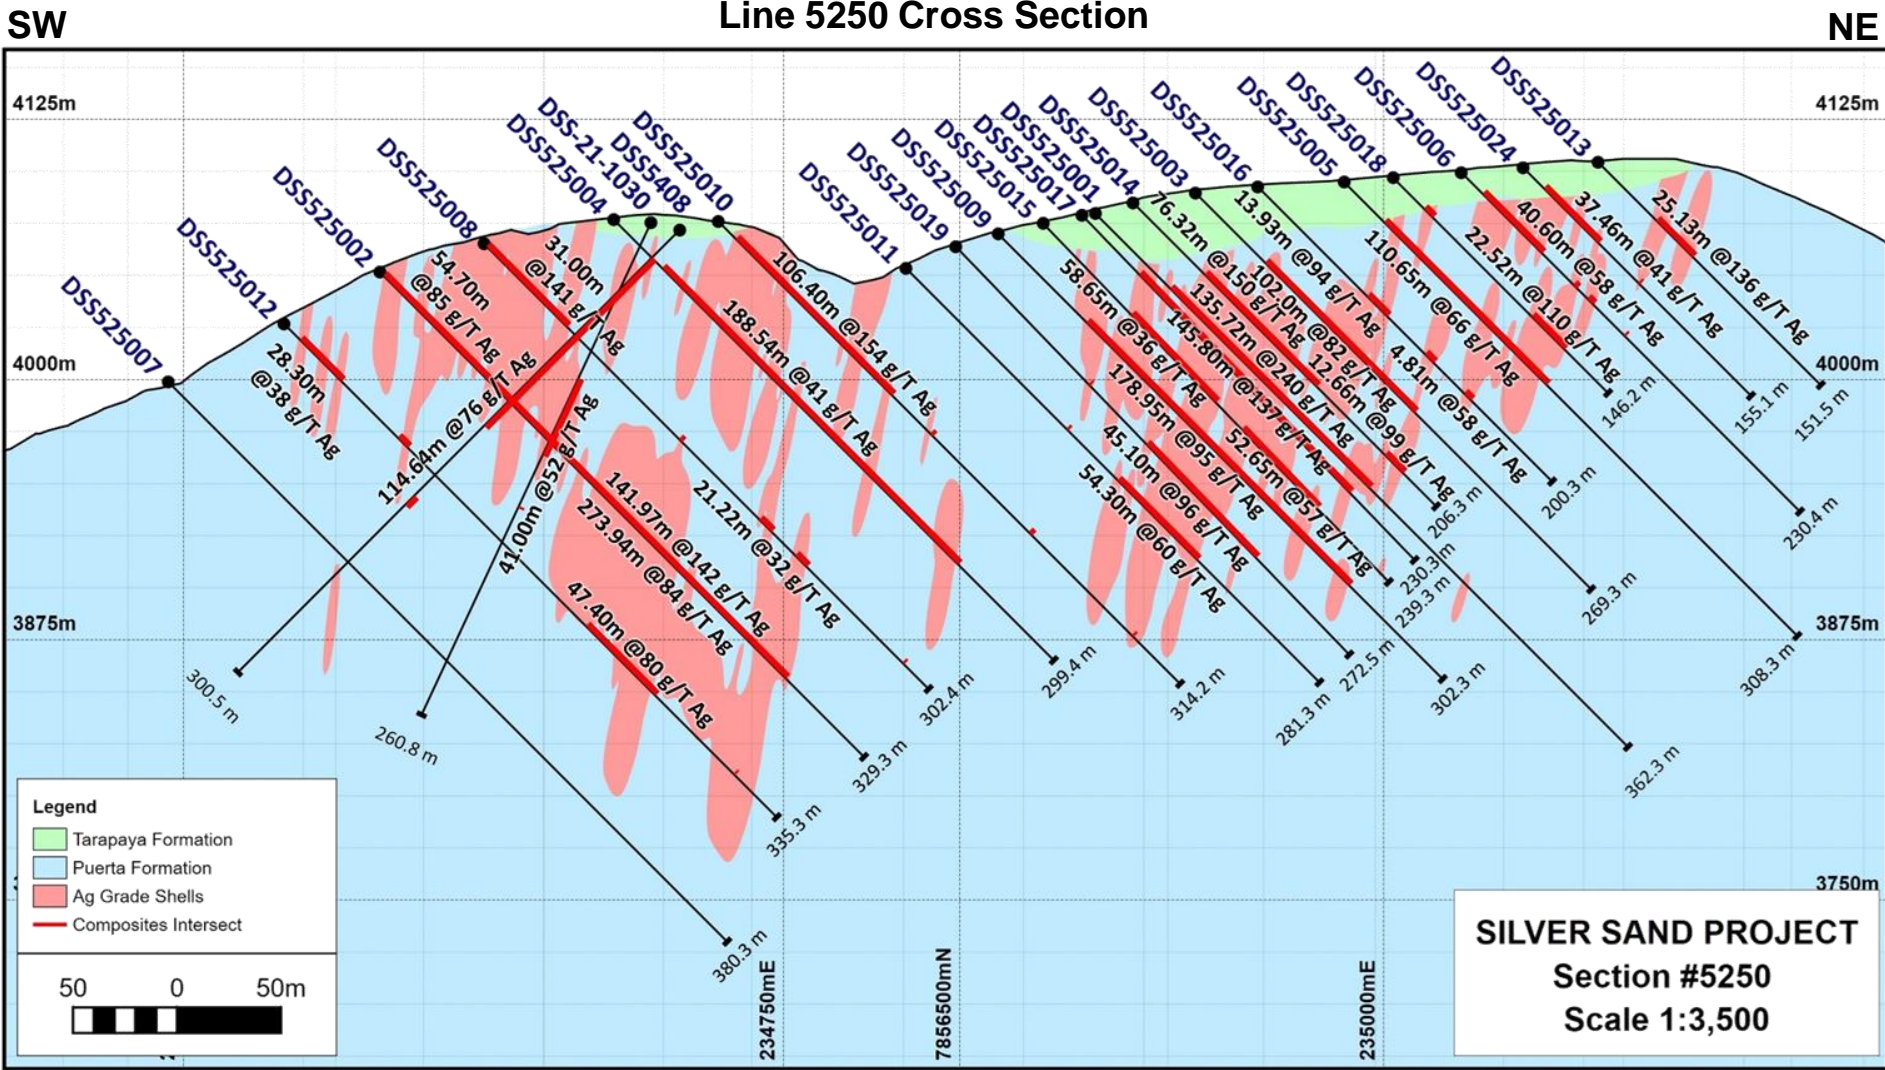 Line 5250 Cross Section
SW
NE
4125m
4125m
4000m
4000m
3875m
3875m
3750m
DSS525007
DSS525012
DSS525002
DSS525008
DSS525004
DSS-21-1030
DSS5408
DSS525010
DSS525011
DSS525019
DSS525009
DSS525015
DSS525017
DSS525001
DSS525014
DSS525003
DSS525016
DSS525005
DSS525018
DSS525006
DSS525024
DSS525013
28.30m
@38 g/T Ag
54.70m
@85 g/T Ag
31.00m
@141 g/T Ag
114.64m @76 g/T Ag
41.00m @52 g/T Ag
106.40m @154 g/T Ag
188.54m @41 g/T Ag
141.97m @142 g/T Ag
273.94m @84 g/T Ag
21.22m @32 g/T Ag
47.40m @80 g/T Ag
58.65m @36 g/T Ag
178.95m @95 g/T Ag
45.10m @96 g/T Ag
54.30m @60 g/T Ag
76.32m
@150 g/T Ag
135.72m @240 g/T Ag
145.80m @137 g/T Ag
52.65m @57 g/T Ag
13.93m @94 g/T Ag
102.0m @82 g/T Ag
12.66m @99 g/T Ag
4.81m @58 g/T Ag
110.65m @66 g/T Ag
22.52m @110 g/T Ag
40.60m @58 g/T Ag
37.46m @41 g/T Ag
25.13m @136 g/T Ag
300.5 m
260.8 m
380.3 m
335.3 m
329.3 m
302.4 m
299.4 m
314.2 m
281.3 m
272.5 m
302.3 m
239.3 m
230.3m
206.3 m
200.3 m
269.3 m
362.3 m
308.3 m
230.4 m
146.2 m
155.1 m
151.5 m
234750mE
7856500mN
235000mE
Legend
Tarapaya Formation
Puerta Formation
Ag Grade Shells
Composites Intersect
50 0 50m
SILVER SAND PROJECT
Section #5250
Scale 1:3,500